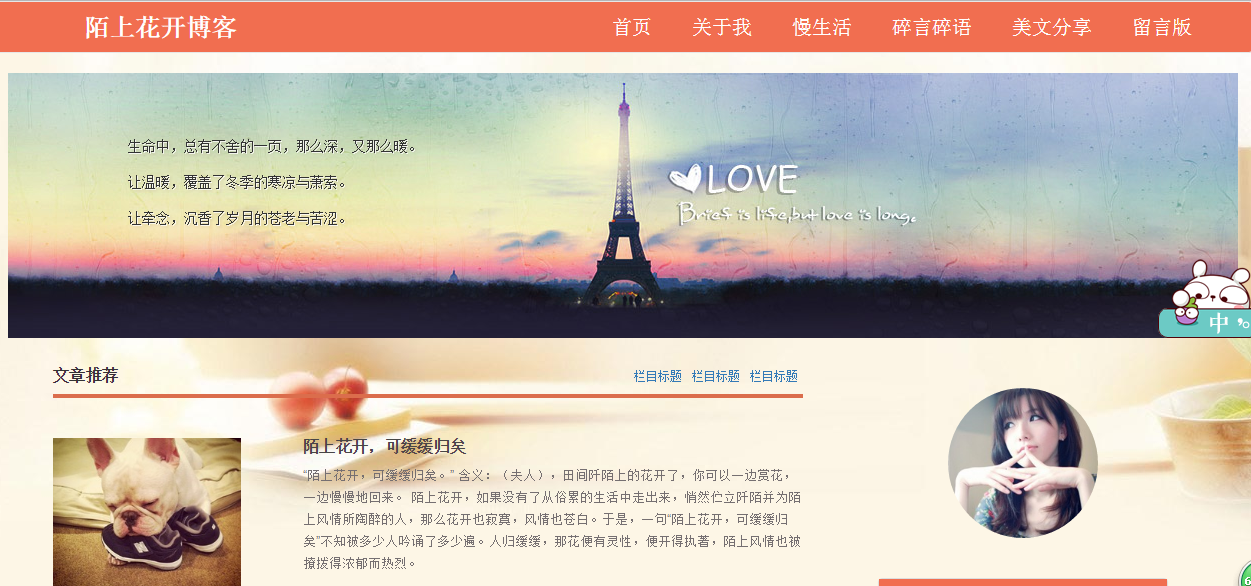 陌上花开博客
首页 关于我 慢生活 碎言碎语 美文分享 留言版
生命中，总有不舍的一页，那么深，又那么暖。
让温暖，覆盖了冬季的寒凉与萧索。
让牵念，沉香了岁月的苍老与苦涩。
LOVE
Brief is life,but love is long。
中
文章推荐
栏目标题 栏目标题 栏目标题
陌上花开，可缓缓归矣
“陌上花开，可缓缓归矣。” 含义：（夫人），田间阡陌上的花开了，你可以一边赏花，
一边慢慢地回来。 陌上花开，如果没有了从俗累的生活中走出来，悄然伫立阡陌并为陌
上风情所陶醉的人，那么花开也寂寞，风情也苍白。于是，一句“陌上花开，可缓缓归
矣”不知被多少人吟诵了多少遍。人归缓缓，那花便有灵性，便开得执著，陌上风情也被
撩拨得浓郁而热烈。